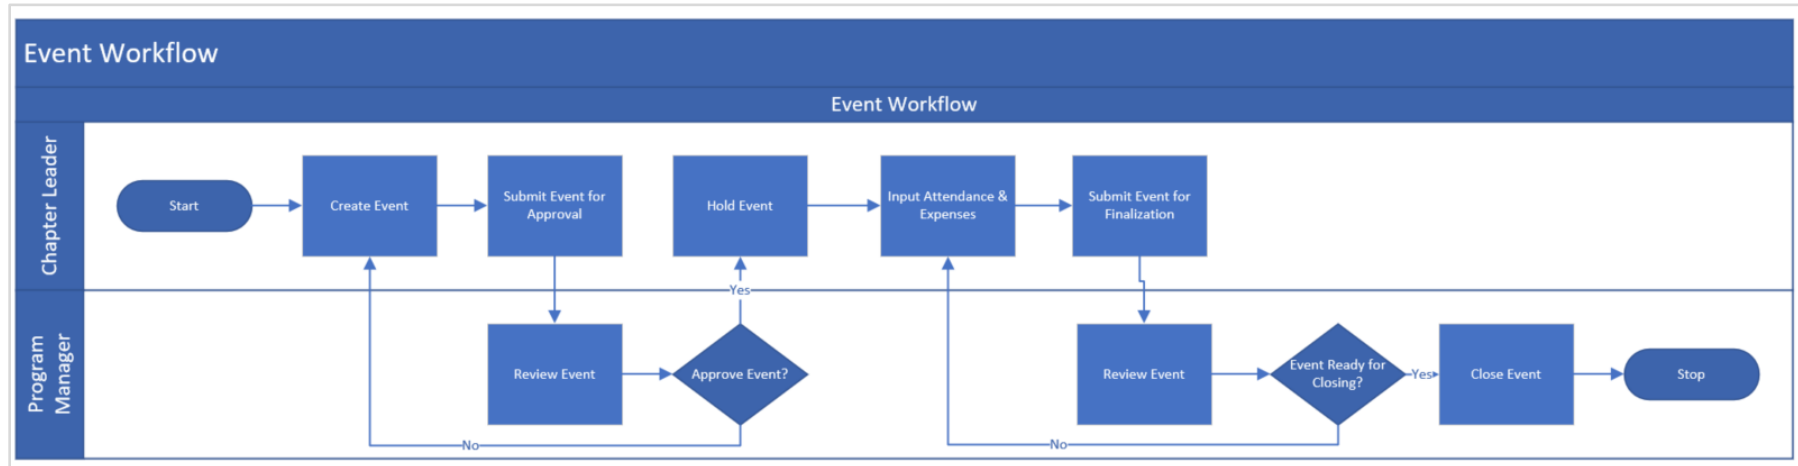 Event Workflow
Event Workflow
Chapter Leader
Start
Create Event
Submit Event for
Approval
Hold Event
Input Attendance &
Expenses
Submit Event for
Finalization
Yes
Program
Manager
Review Event
Approve Event?
No
Review Event
Event Ready for
Closing?
Yes
No
Close Event
Stop